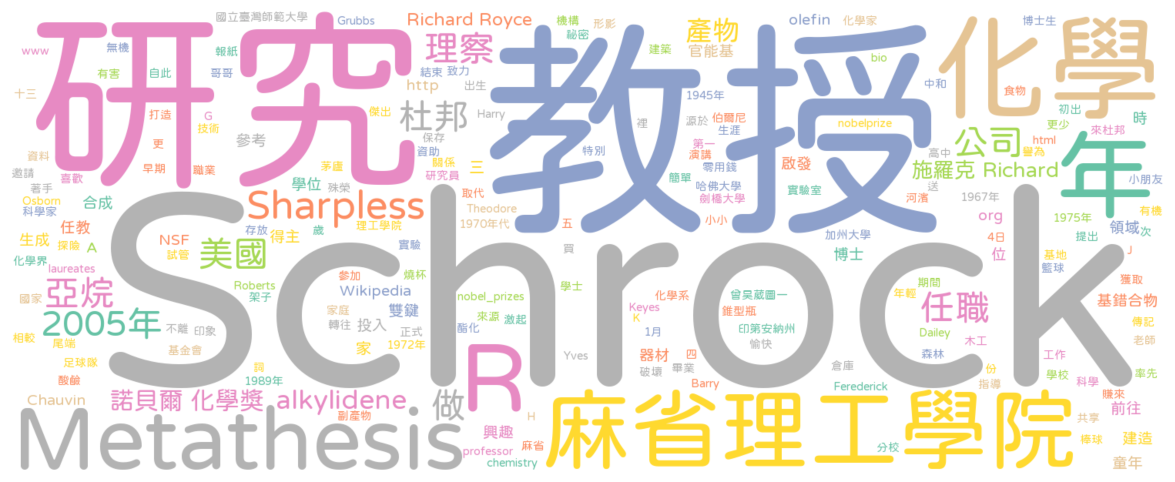 國立臺灣師範大學 Grubbs Richard Royce 機構 形影 olefin 化學家 博士生
www 無機 報紙 哥哥 理察 秘密 產物 官能基 建築 bio
研究 教授 化學
有害 自此 結束 致力 http 出生 1945年 中和 食物
十三 打造 G 技術 傑出 杜邦 Harry 源於 伯爾尼 生涯 nobelprize 初出 更少 時
資料 更 參考 保存 資助 裡 第一 演講 啟發 公司 譽為 html 來杜邦
邀請 喜歡 早期 職業 茅廬 關係 研究員 三 特別 零用錢 簡單 高中 施羅克 Richard 年 小朋友
著手 學位 殊榮 取代 哈佛大學 劍橋大學 實驗室 送 1967年 河濱
Osborn 科學家 合成 Sharpless Theodore 1970年代 五 小小 org 1975年 有機
任教 存放 歲 理工學院 加州大學 4日 領域 次 提出
生成 探險 A NSF 試管 得主 美國 實驗 買 博士 位 基地 籃球 J
化學界 laureates Roberts 參加 燒杯 Schrock 化學系 曾昊葳圖一 期間 獲取
國家 亞烷 架子 Wikipedia 雙鍵 nobel_prizes 學士 Keyes K 錐型瓶 年輕 任職 基錯合物
2005年 家庭 來源 激起 酯化 印第安納州 Dailey 傳記
相較 不離 印象 轉往 投入 正式 1月 愉快 木工 老師
尾端 基金會 家 1972年 R Yves 器材 四 森林 工作
足球隊 破壞 畢業 倉庫 份 學校 率先
酸鹼 1989年 詞 Barry Ferederick 指導 科學 賺來
Chauvin 諾貝爾 化學獎 alkylidene 做 麻省理工學院 前往
副產物 H 共享
Metathesis 興趣 麻省 棒球 建造
professor 分校
chemistry 童年